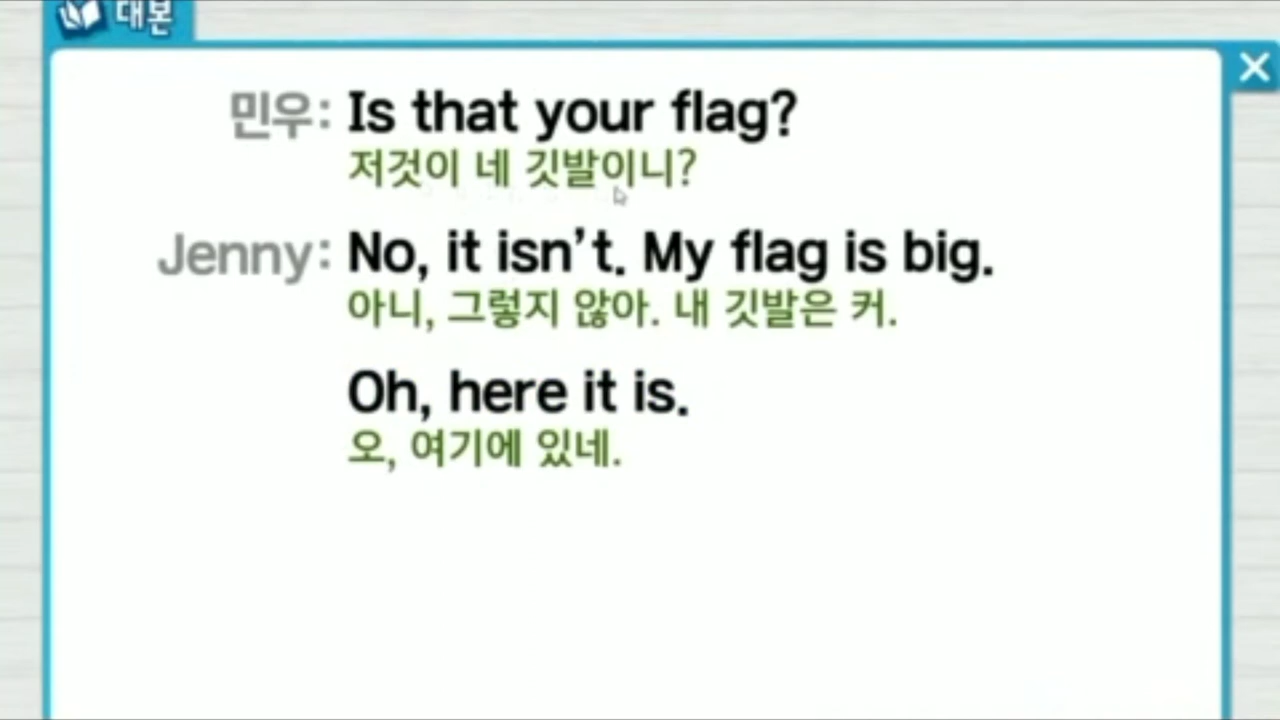 대본
민우: Is that your flag?
저것이 네 깃발이니?
Jenny: No, it isn't. My flag is big.
아니, 그렇지 않아. 내 깃발은 커.
Oh, here it is.
오, 여기에 있네.